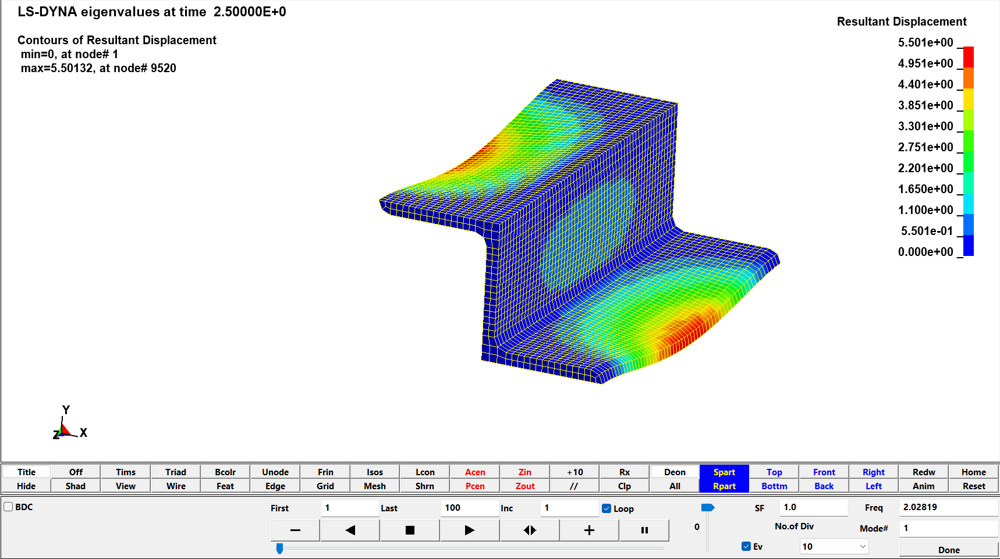 LS-DYNA eigenvalues at time 2.50000E+0
Contours of Resultant Displacement
min=0, at node# 1
max=5.50132, at node# 9520
Resultant Displacement
5.501e+00
4.951e+00
4.401e+00
3.851e+00
3.301e+00
2.751e+00
2.201e+00
1.650e+00
1.100e+00
5.501e-01
0.000e+00
Y
Z X
Title Off Tims Triad Bcolr Unode Frin Isos Lcon Acen Zin +10 Rx Deon Spart Top Front Right Redw Home
Hide Shad View Wire Feat Edge Grid Mesh Shrn Pcen Zout // Clp All Rpart Bottm Back Left Anim Reset
BDC First 1 Last 100 Inc 1 Loop SF 1.0 Freq 2.02819
0 No.of Div Mode# 1
Ev 10 Done